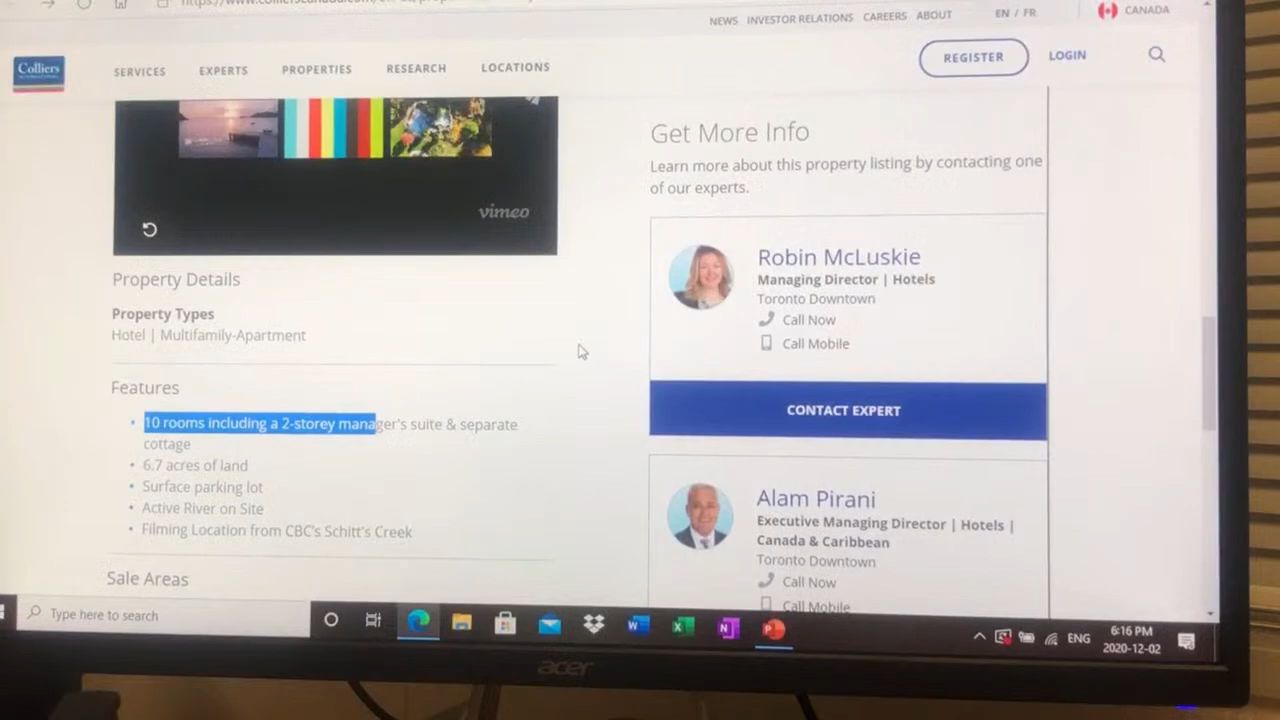 NEWS INVESTOR RELATIONS CAREERS ABOUT EN / FR CANADA
Colliers
SERVICES EXPERTS PROPERTIES RESEARCH LOCATIONS REGISTER LOGIN
vimeo
Property Details
Property Types
Hotel | Multifamily-Apartment
Features
10 rooms including a 2-storey manager's suite & separate
cottage
6.7 acres of land
Surface parking lot
Active River on Site
Filming Location from CBC's Schitt's Creek
Sale Areas
Get More Info
Learn more about this property listing by contacting one
of our experts.
Robin McLuskie
Managing Director | Hotels
Toronto Downtown
Call Now
Call Mobile
CONTACT EXPERT
Alam Pirani
Executive Managing Director | Hotels |
Canada & Caribbean
Toronto Downtown
Call Now
Call Mobile
Type here to search
ENG
6:16 PM
2020-12-02
acer